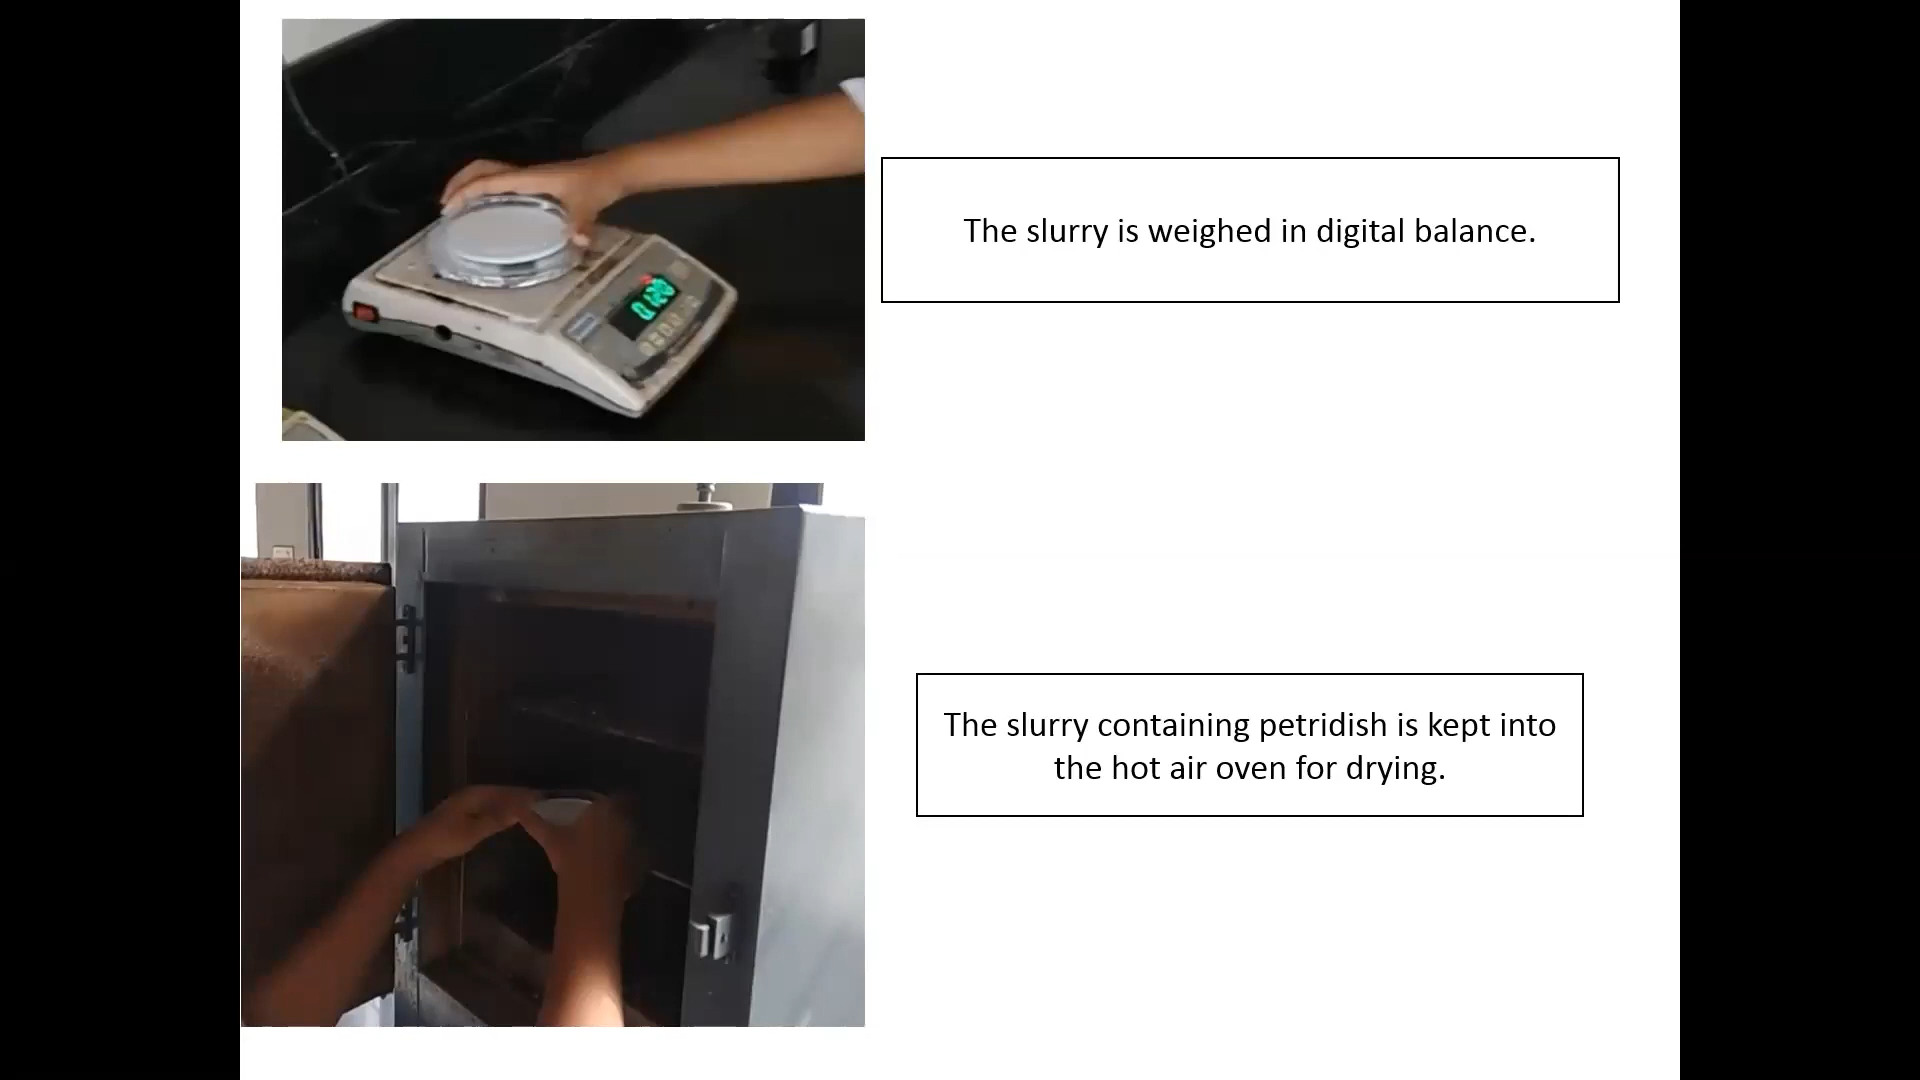 The slurry is weighed in digital balance.
The slurry containing petridish is kept into
the hot air oven for drying.